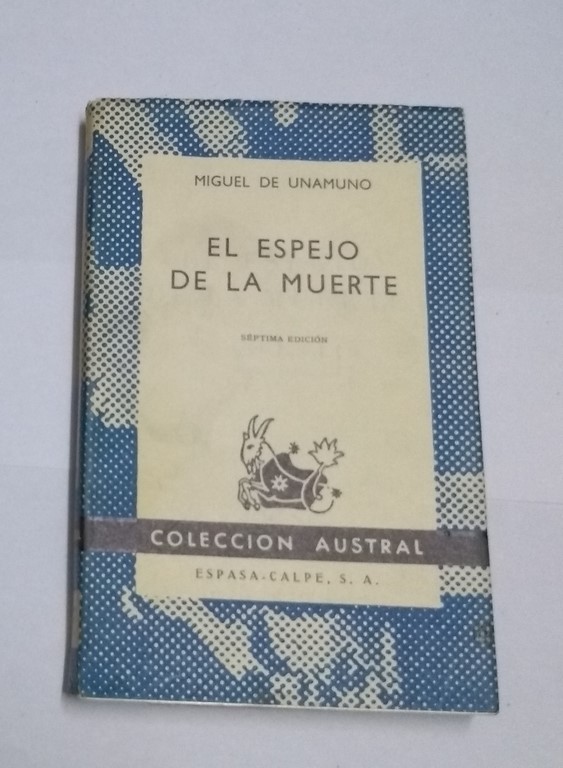 MIGUEL DE UNAMUNO
EL ESPEJO
DE LA MUERTE
SÉPTIMA EDICIÓN
COLECCION AUSTRAL
ESPASA-CALPE, S. A.